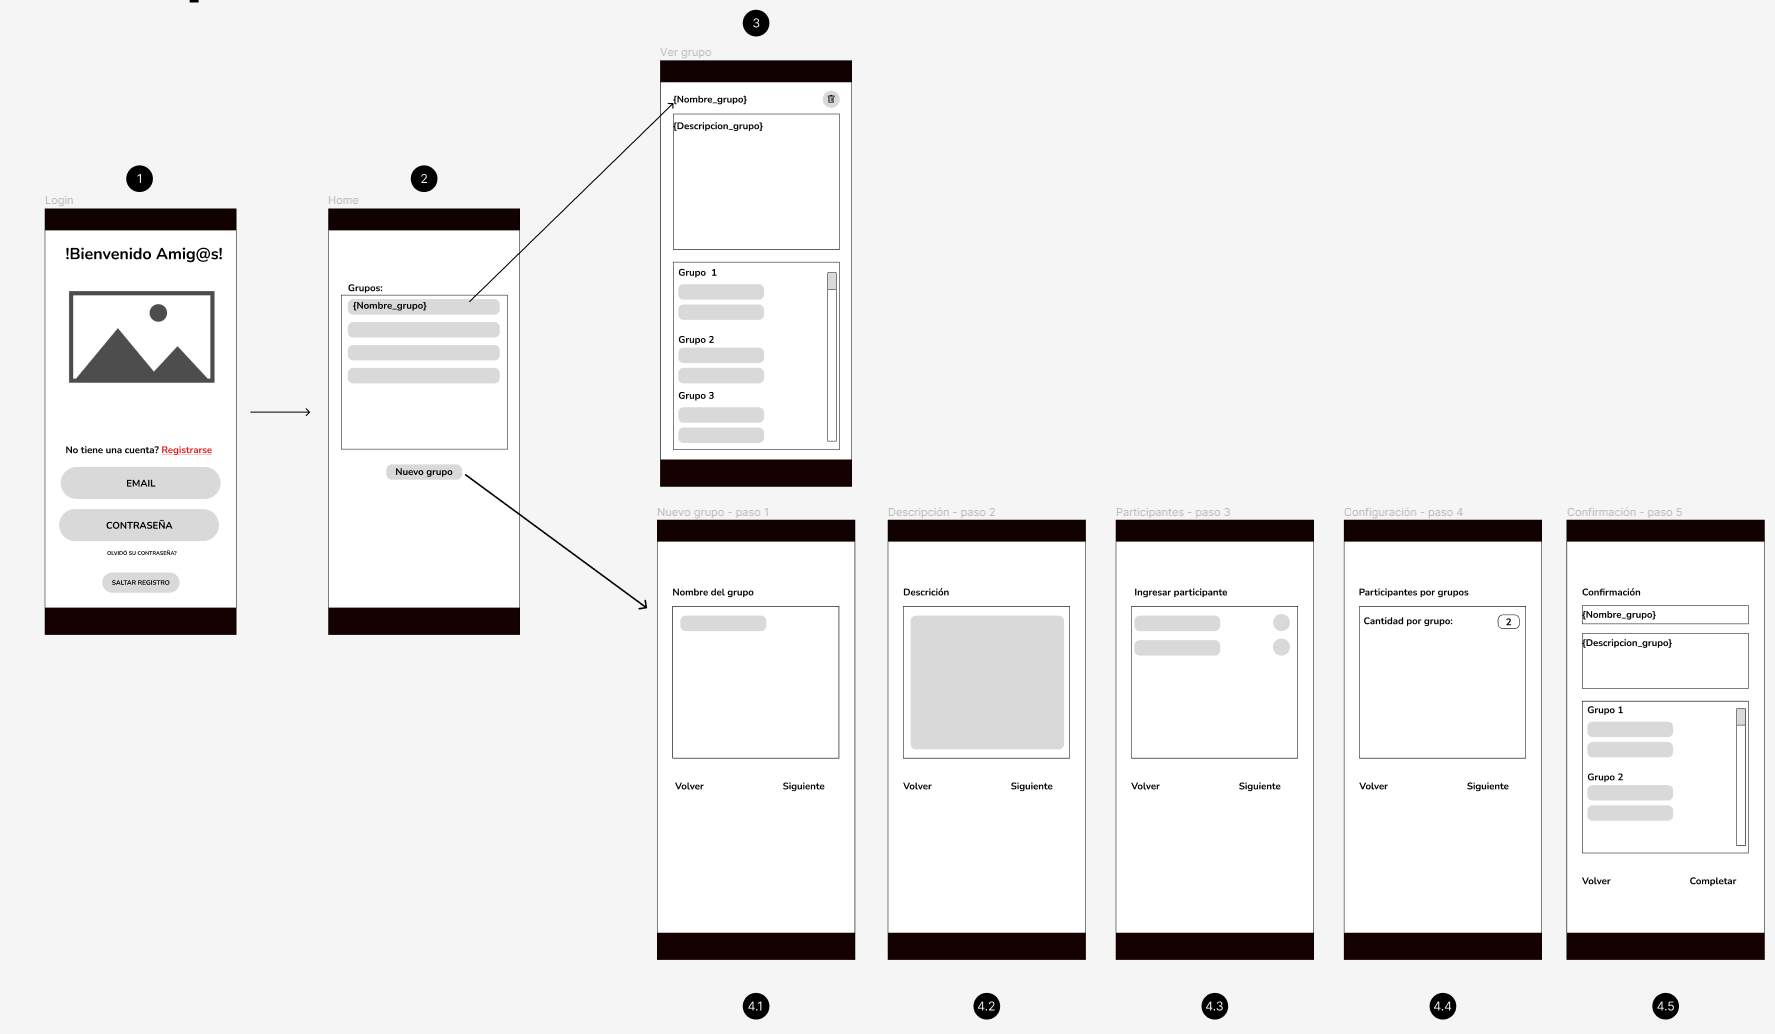 1
Login
!Bienvenido Amig@s!
No tiene una cuenta? Registrarse
EMAIL
CONTRASEÑA
OLVIDÓ SU CONTRASEÑA?
SALTAR REGISTRO
2
Home
Grupos:
{Nombre_grupo}
Nuevo grupo
3
Ver grupo
{Nombre_grupo}
{Descripcion_grupo}
Grupo 1
Grupo 2
Grupo 3
Nuevo grupo - paso 1
Nombre del grupo
Volver
Siguiente
4.1
Descripción - paso 2
Descrición
Volver
Siguiente
4.2
Participantes - paso 3
Ingresar participante
Volver
Siguiente
4.3
Configuración - paso 4
Participantes por grupos
Cantidad por grupo:
2
Volver
Siguiente
4.4
Confirmación - paso 5
Confirmación
{Nombre_grupo}
{Descripcion_grupo}
Grupo 1
Grupo 2
Volver
Completar
4.5